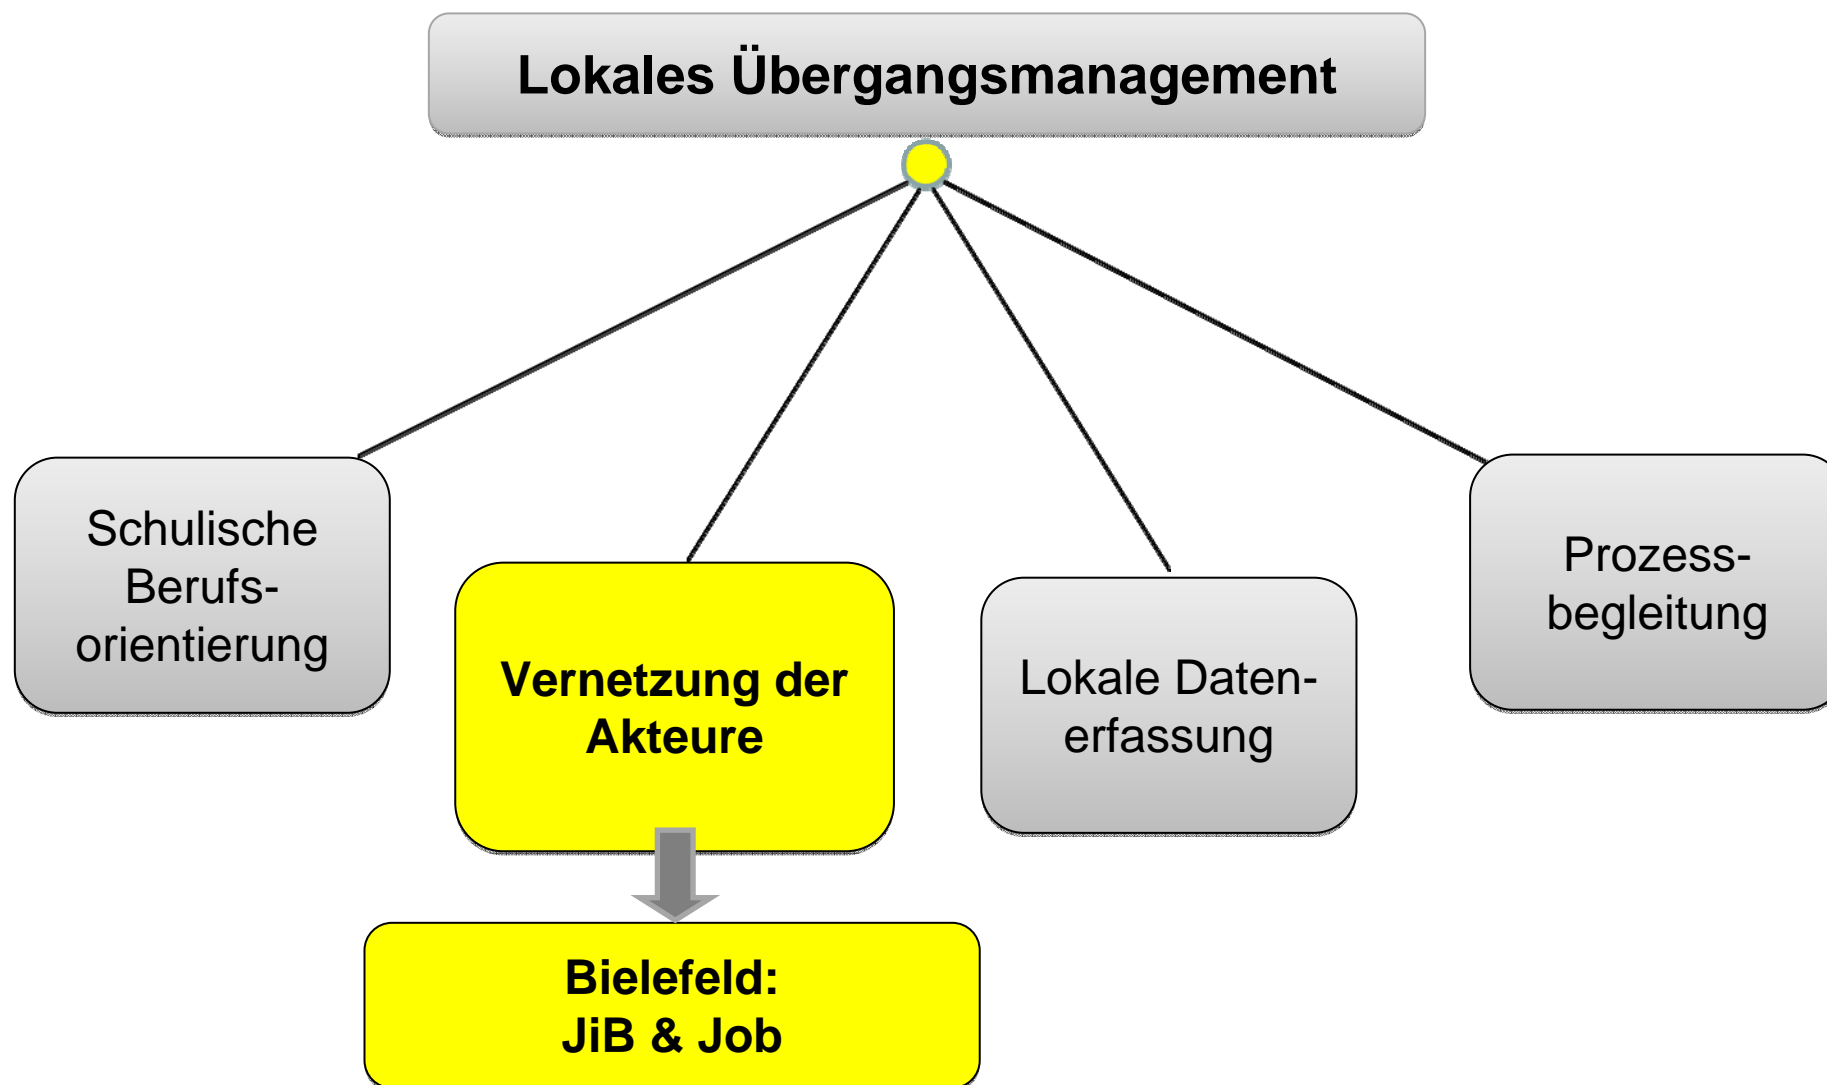 Lokales Übergangsmanagement
Schulische
Berufs-
orientierung
Vernetzung der
Akteure
Lokale Daten-
erfassung
Prozess-
begleitung
Bielefeld:
JiB & Job